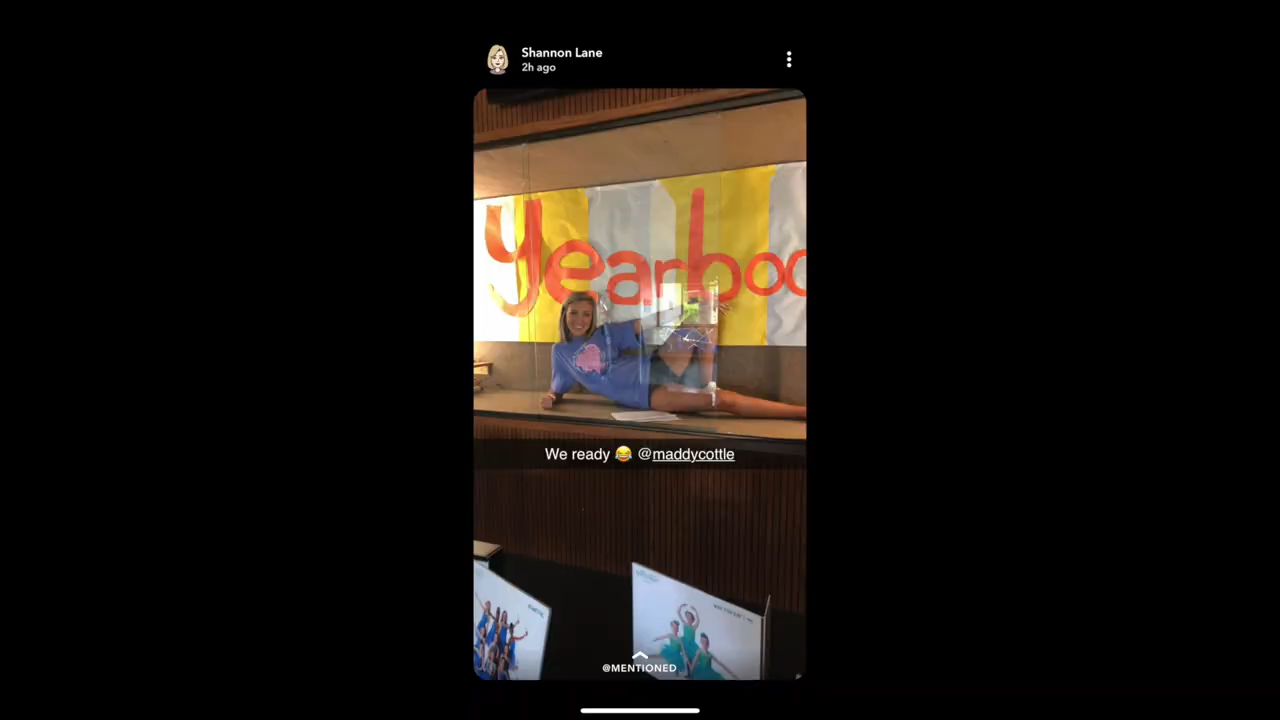 Shannon Lane
2h ago
yearboo
We ready 😂 @maddycottle
@MENTIONED